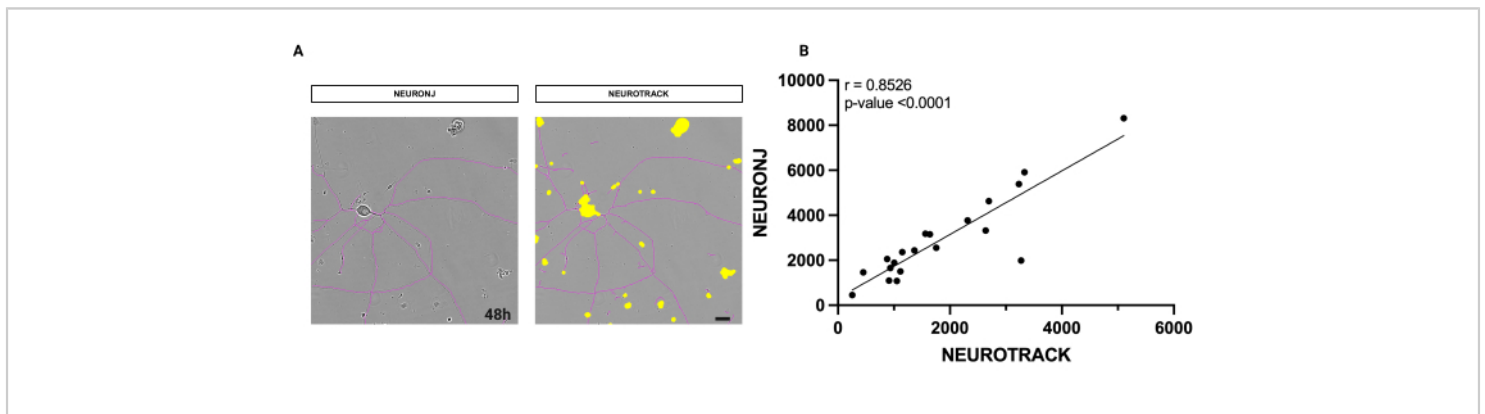 A
NEURONJ
NEUROTRACK
48h
B
r = 0.8526
p-value <0.0001
10000
8000
6000
4000
2000
0
NEURONJ
0
2000
4000
6000
NEUROTRACK